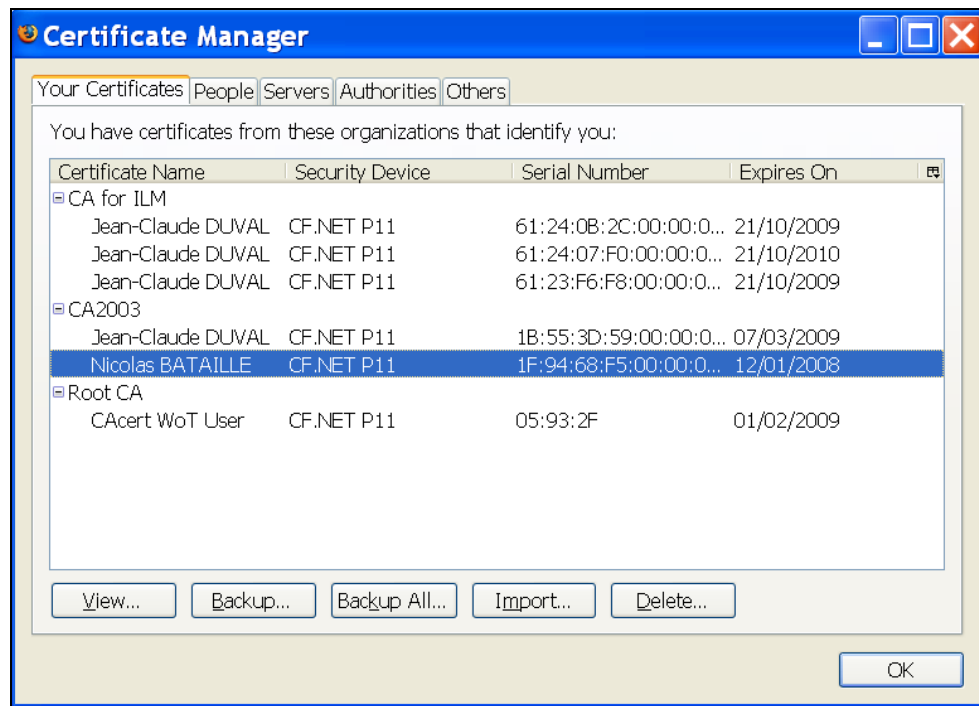 Certificate Manager
Your Certificates People Servers Authorities Others
You have certificates from these organizations that identify you:
Certificate Name Security Device Serial Number Expires On
CA for ILM
Jean-Claude DUVAL CF.NET P11 61:24:0B:2C:00:00:0... 21/10/2009
Jean-Claude DUVAL CF.NET P11 61:24:07:F0:00:00:0... 21/10/2010
Jean-Claude DUVAL CF.NET P11 61:23:F6:F8:00:00:0... 21/10/2009
CA2003
Jean-Claude DUVAL CF.NET P11 1B:55:3D:59:00:00:0... 07/03/2009
Nicolas BATAILLE CF.NET P11 1F:94:68:F5:00:00:0... 12/01/2008
Root CA
CAcert WoT User CF.NET P11 05:93:2F 01/02/2009
View... Backup... Backup All... Import... Delete...
OK